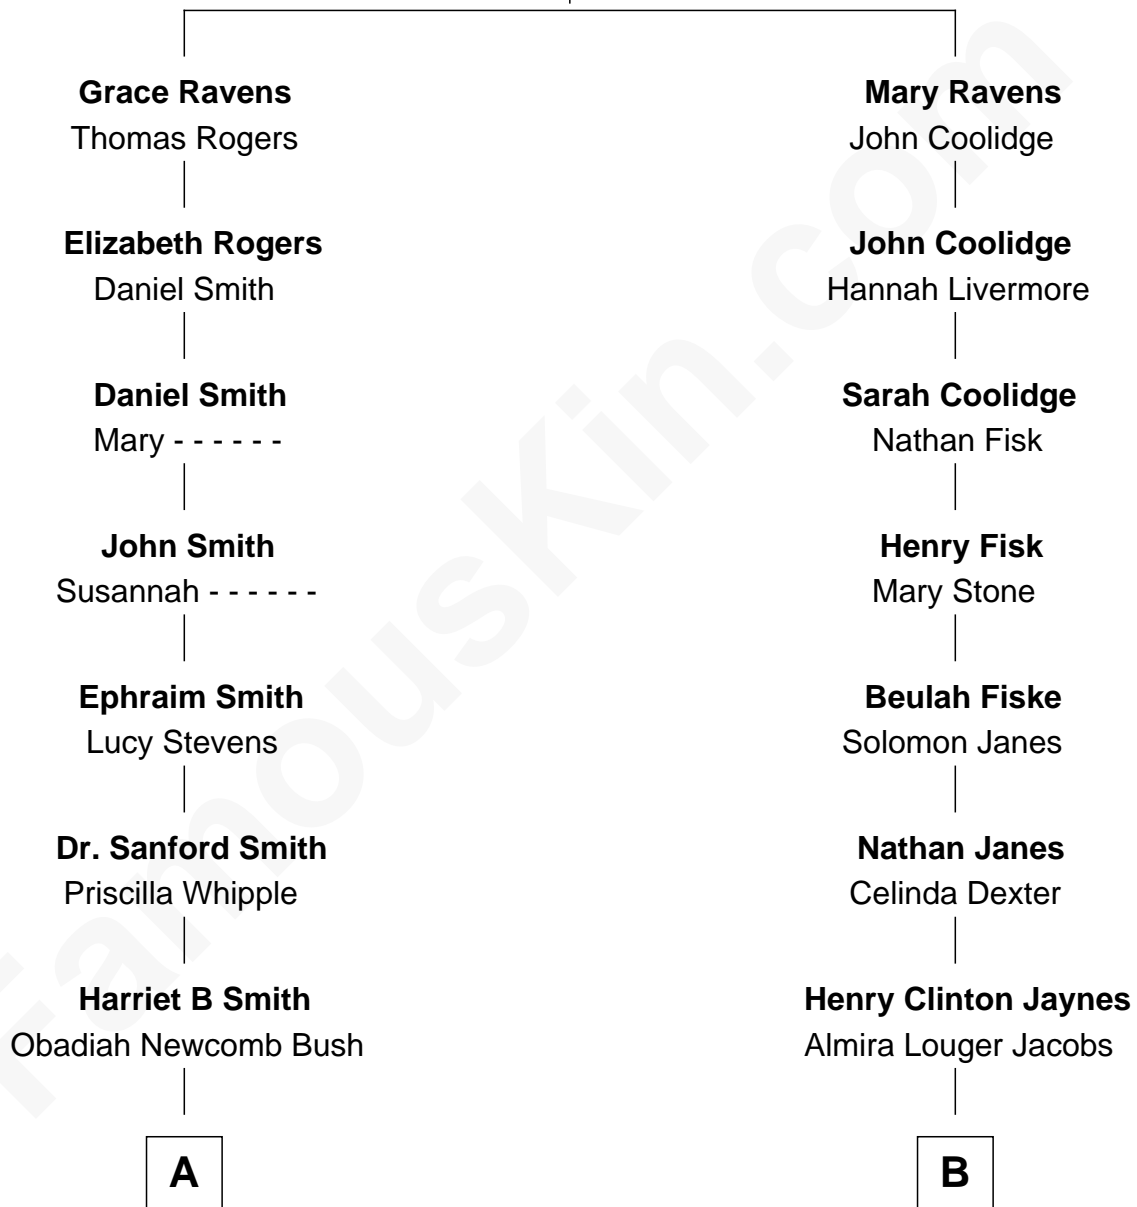 Grace Ravens
Thomas Rogers
Mary Ravens
John Coolidge
Elizabeth Rogers
Daniel Smith
John Coolidge
Hannah Livermore
Daniel Smith
Mary - - - - - -
Sarah Coolidge
Nathan Fisk
John Smith
Susannah - - - - - -
Henry Fisk
Mary Stone
Ephraim Smith
Lucy Stevens
Beulah Fiske
Solomon Janes
Dr. Sanford Smith
Priscilla Whipple
Nathan Janes
Celinda Dexter
Harriet B Smith
Obadiah Newcomb Bush
Henry Clinton Jaynes
Almira Louger Jacobs
A
B
FamousKin.com